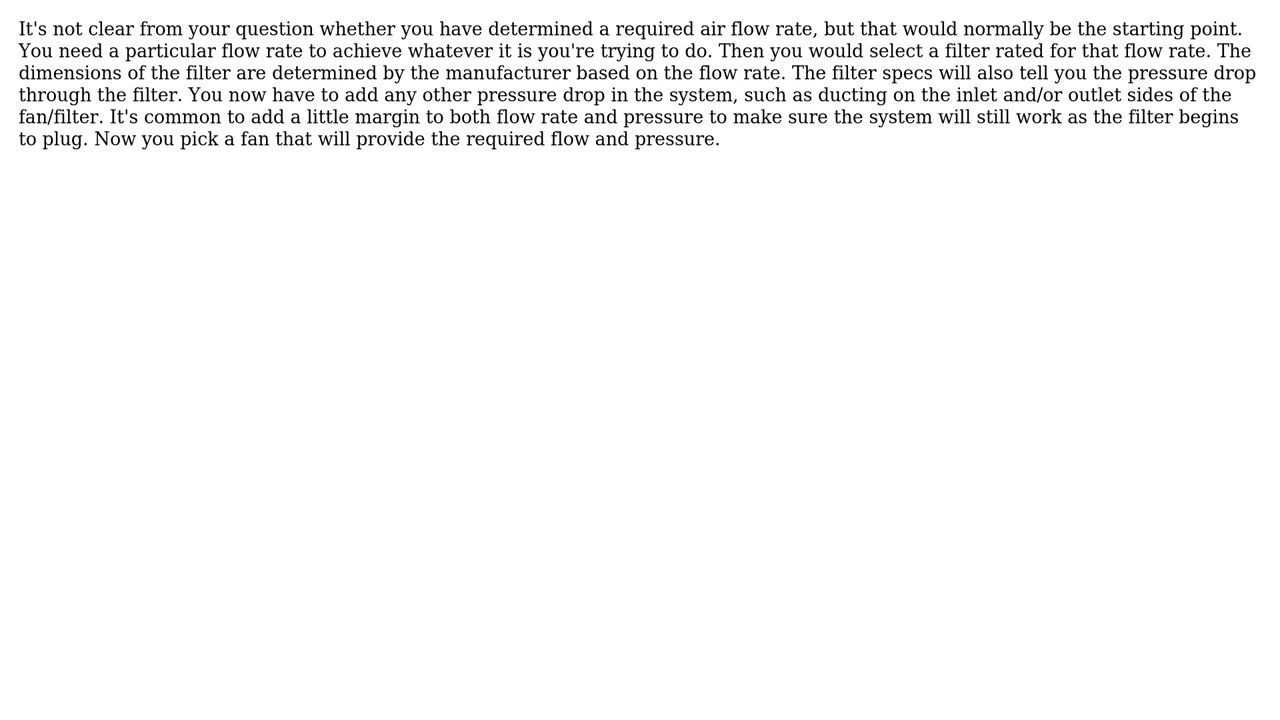 It's not clear from your question whether you have determined a required air flow rate, but that would normally be the starting point.
You need a particular flow rate to achieve whatever it is you're trying to do. Then you would select a filter rated for that flow rate. The
dimensions of the filter are determined by the manufacturer based on the flow rate. The filter specs will also tell you the pressure drop
through the filter. You now have to add any other pressure drop in the system, such as ducting on the inlet and/or outlet sides of the
fan/filter. It's common to add a little margin to both flow rate and pressure to make sure the system will still work as the filter begins
to plug. Now you pick a fan that will provide the required flow and pressure.